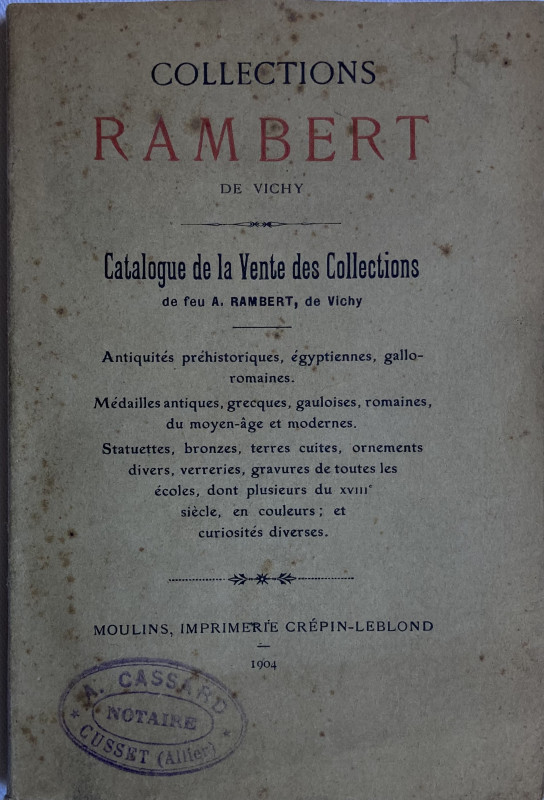 COLLECTIONS
RAMBERT
DE VICHY
Catalogue de la Vente des Collections
de feu A. RAMBERT, de Vichy
Antiquités préhistoriques, égyptiennes, gallo-
romaines.
Médailles antiques, grecques, gauloises, romaines,
du moyen-âge et modernes.
Statuettes, bronzes, terres cuites, ornements
divers, verreries, gravures de toutes les
écoles, dont plusieurs du XVIIIe
siècle, en couleurs ; et
curiosités diverses.
MOULINS, IMPRIMERIE CRÉPIN-LEBLOND
1904
A. CASSARD
NOTAIRE
* CUSSET (Allier) *